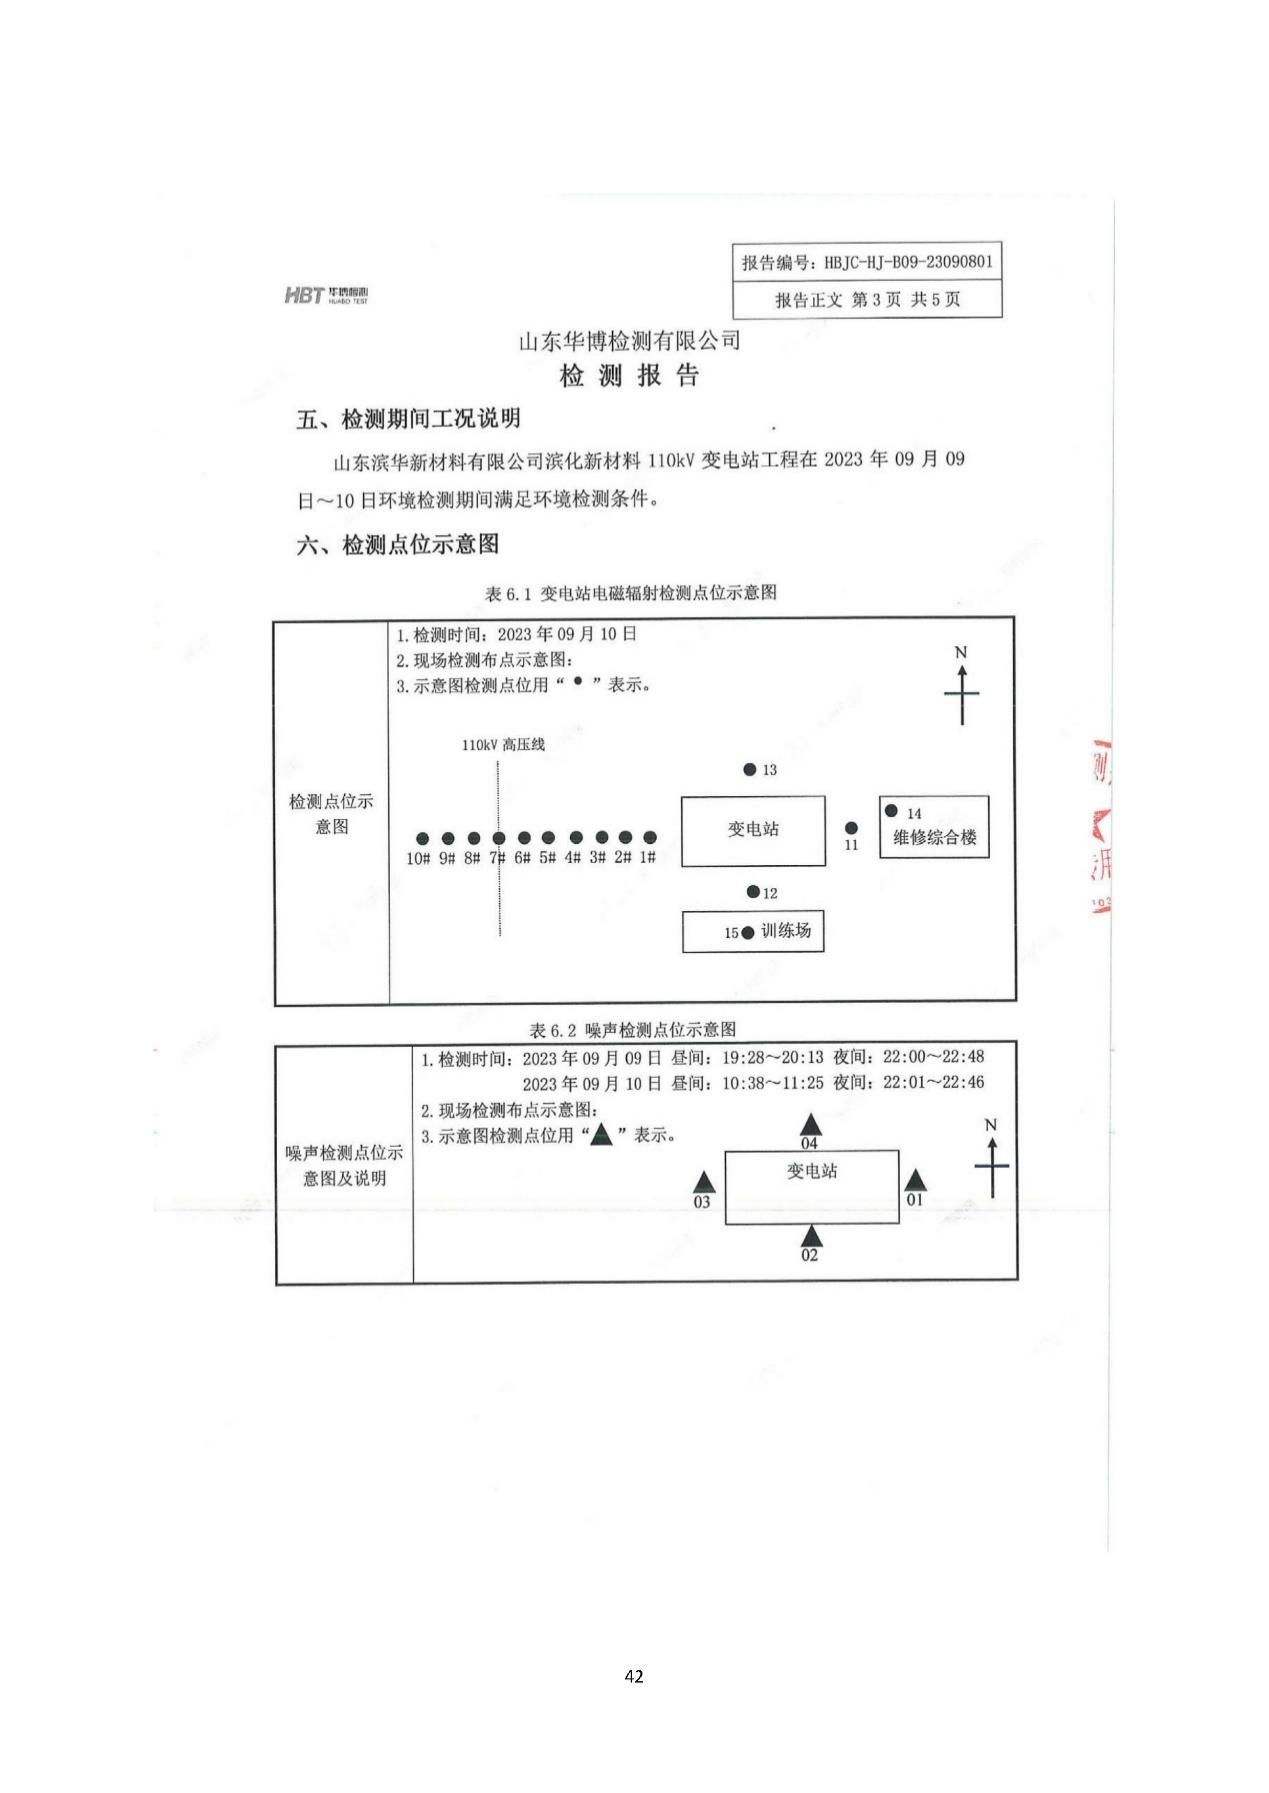 报告编号：HBJC-HJ-B09-23090801
HBT 华博检测
HUABO TEST
报告正文 第 3 页 共 5 页
山东华博检测有限公司
检 测 报 告
五、检测期间工况说明
山东滨华新材料有限公司滨化新材料 110kV 变电站工程在 2023 年 09 月 09
日～10 日环境检测期间满足环境检测条件。
六、检测点位示意图
表 6.1 变电站电磁辐射检测点位示意图
检测点位示
意图
1.检测时间：2023 年 09 月 10 日
2.现场检测布点示意图：
3.示意图检测点位用“ ● ”表示。
N
110kV 高压线
13
变电站
14
维修综合楼
11
10# 9# 8# 7# 6# 5# 4# 3# 2# 1#
12
15 训练场
表 6.2 噪声检测点位示意图
噪声检测点位示
意图及说明
1.检测时间：2023 年 09 月 09 日 昼间：19:28～20:13 夜间：22:00～22:48
2023 年 09 月 10 日 昼间：10:38～11:25 夜间：22:01～22:46
2.现场检测布点示意图：
3.示意图检测点位用“▲”表示。
N
04
变电站
03
01
02
42